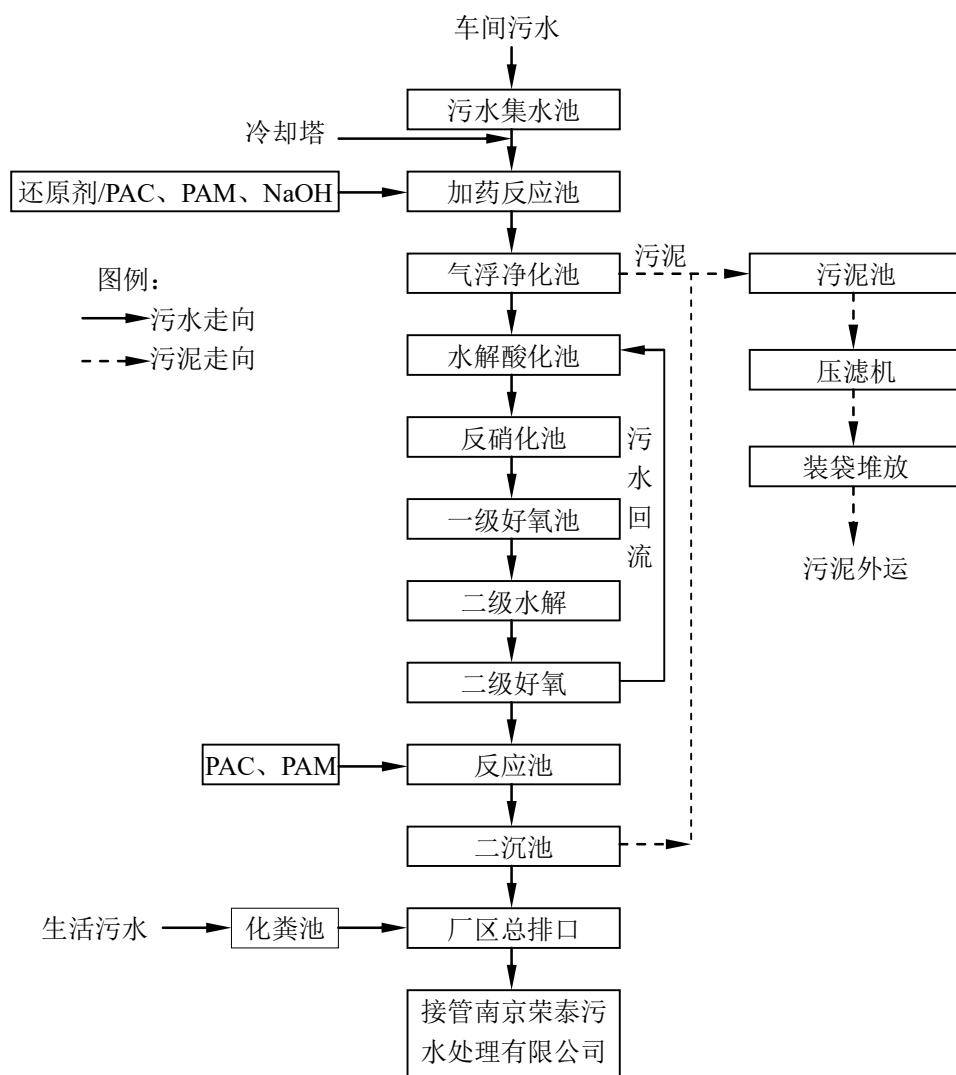 车间污水
污水集水池
冷却塔
还原剂/PAC、PAM、NaOH
加药反应池
气浮净化池
污泥
污泥池
图例：
污水走向
污泥走向
水解酸化池
压滤机
反硝化池
污水回流
装袋堆放
一级好氧池
污泥外运
二级水解
二级好氧
PAC、PAM
反应池
二沉池
生活污水
化粪池
厂区总排口
接管南京荣泰污
水处理有限公司